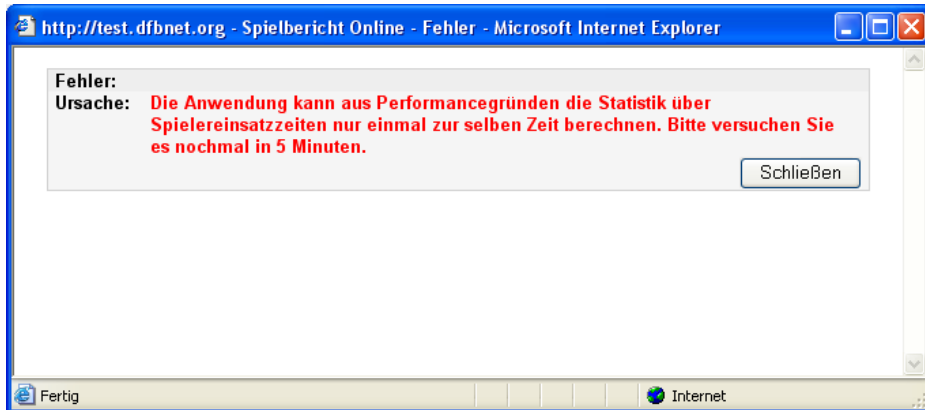 http://test.dfbnet.org - Spielbericht Online - Fehler - Microsoft Internet Explorer
Fehler:
Ursache: Die Anwendung kann aus Performancegründen die Statistik über
Spielereinsatzzeiten nur einmal zur selben Zeit berechnen. Bitte versuchen Sie
es nochmal in 5 Minuten.
Schließen
Fertig Internet